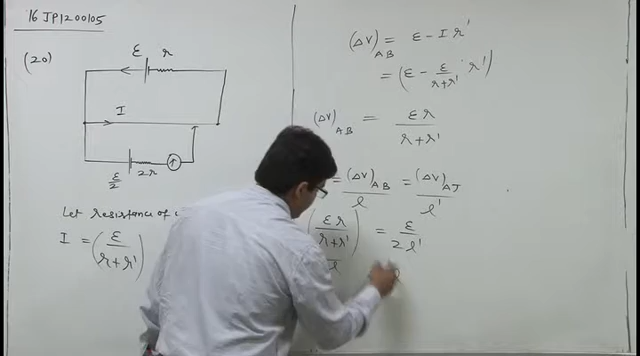 16 JP1200105
(20)
ε r
I
ε/2 2r
Let resistance of
I = (ε/(r+r'))
(ΔV)AB = ε - I r'
= (ε - ε/(r+r') · r')
(ΔV)AB = εr/(r+r')
= (ΔV)AB/l = (ΔV)AJ/l'
(εr/(r+r')) = ε/2l'